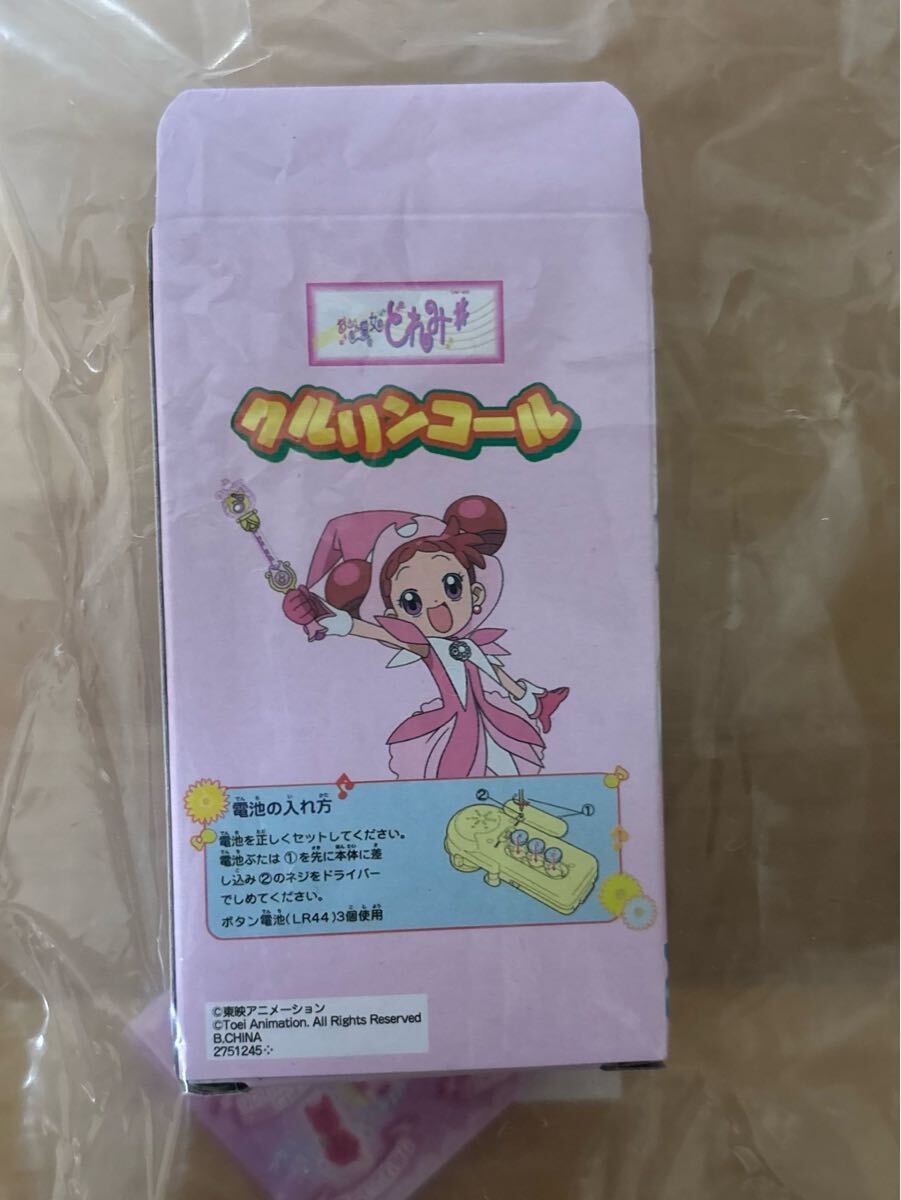 おジャ魔女どれみ#
クルリンコール
電池の入れ方
電池を正しくセットしてください。
電池ぶたは①を先に本体に差
し込み②のネジをドライバー
でしめてください。
ボタン電池(LR44)3個使用
②
①
©東映アニメーション
©Toei Animation. All Rights Reserved
B.CHINA
2751245